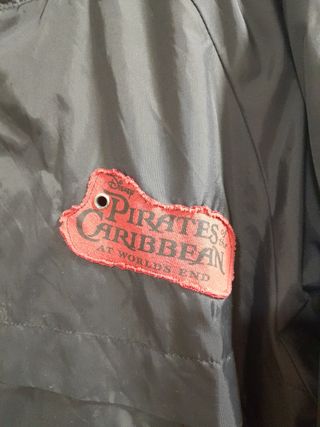 Disney
PIRATES of the
CARIBBEAN
AT WORLD'S END